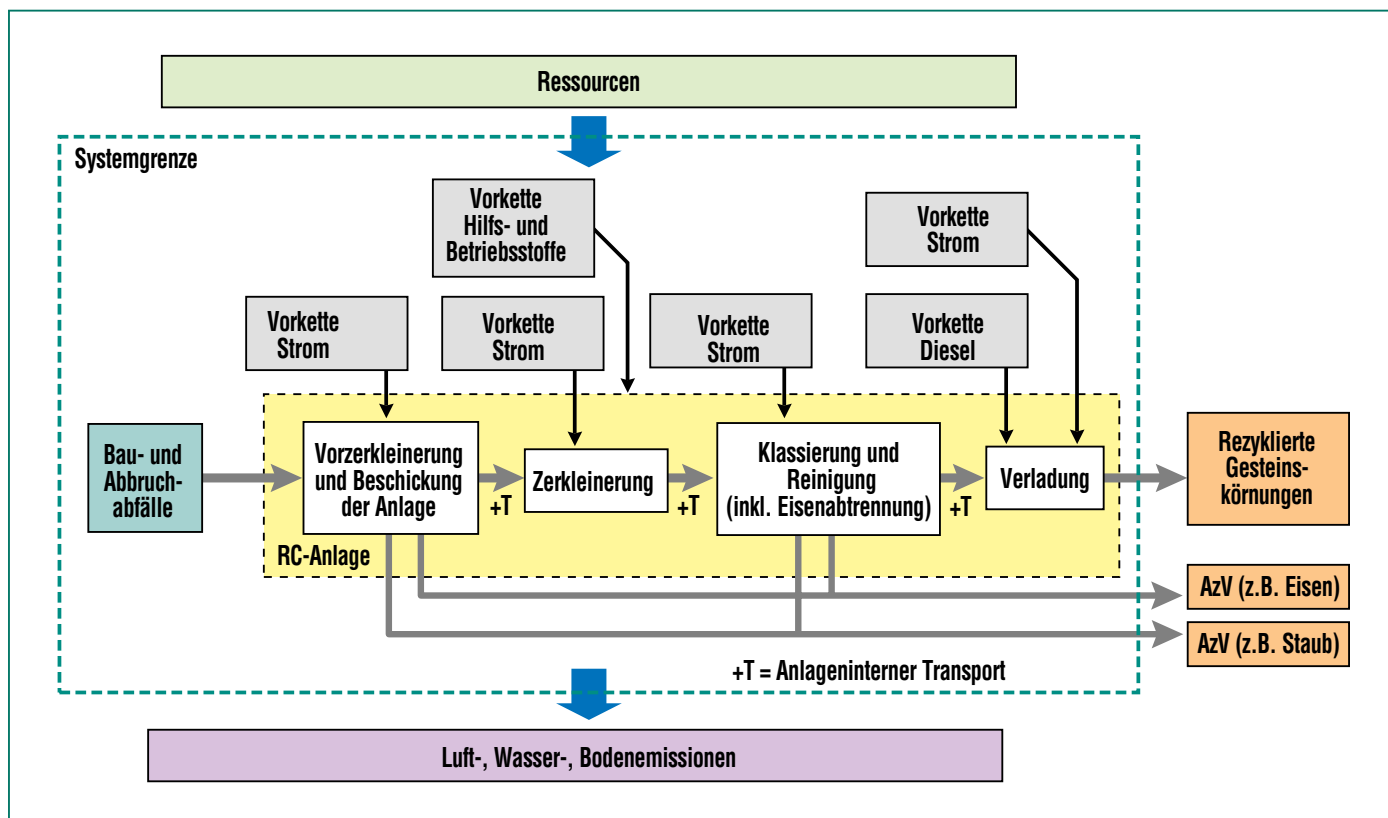 Ressourcen
Systemgrenze
Vorkette
Hilfs- und
Betriebsstoffe
Vorkette
Strom
Vorkette
Strom
Vorkette
Strom
Vorkette
Strom
Vorkette
Diesel
Bau- und
Abbruch-
abfälle
Vorzerkleinerung
und Beschickung
der Anlage
+T
Zerkleinerung
+T
Klassierung und
Reinigung
(inkl. Eisenabtrennung)
+T
Verladung
Rezyklierte
Gesteins-
körnungen
RC-Anlage
AzV (z.B. Eisen)
AzV (z.B. Staub)
+T = Anlageninterner Transport
Luft-, Wasser-, Bodenemissionen